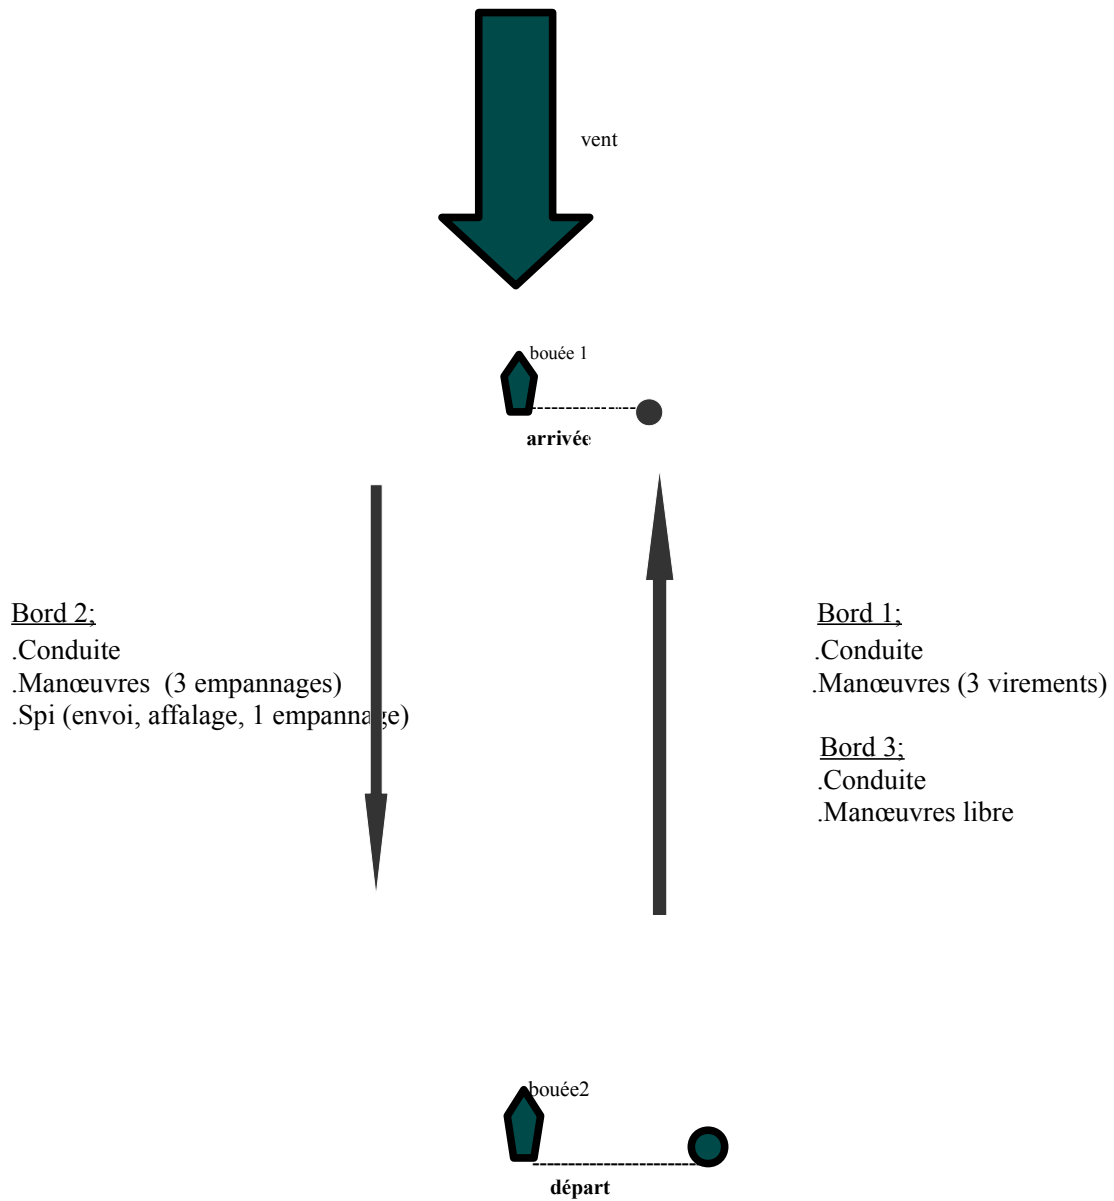 vent
bouée 1
arrivée
Bord 2;
.Conduite
.Manœuvres (3 empannages)
.Spi (envoi, affalage, 1 empannage)
Bord 1;
.Conduite
.Manœuvres (3 virements)
Bord 3;
.Conduite
.Manœuvres libre
bouée2
départ